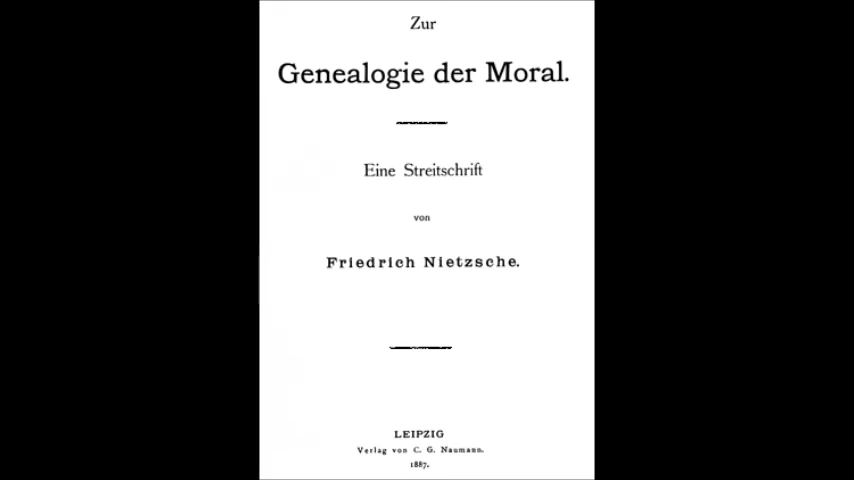 Zur
Genealogie der Moral.
Eine Streitschrift
von
Friedrich Nietzsche.
LEIPZIG
Verlag von C. G. Naumann.
1887.